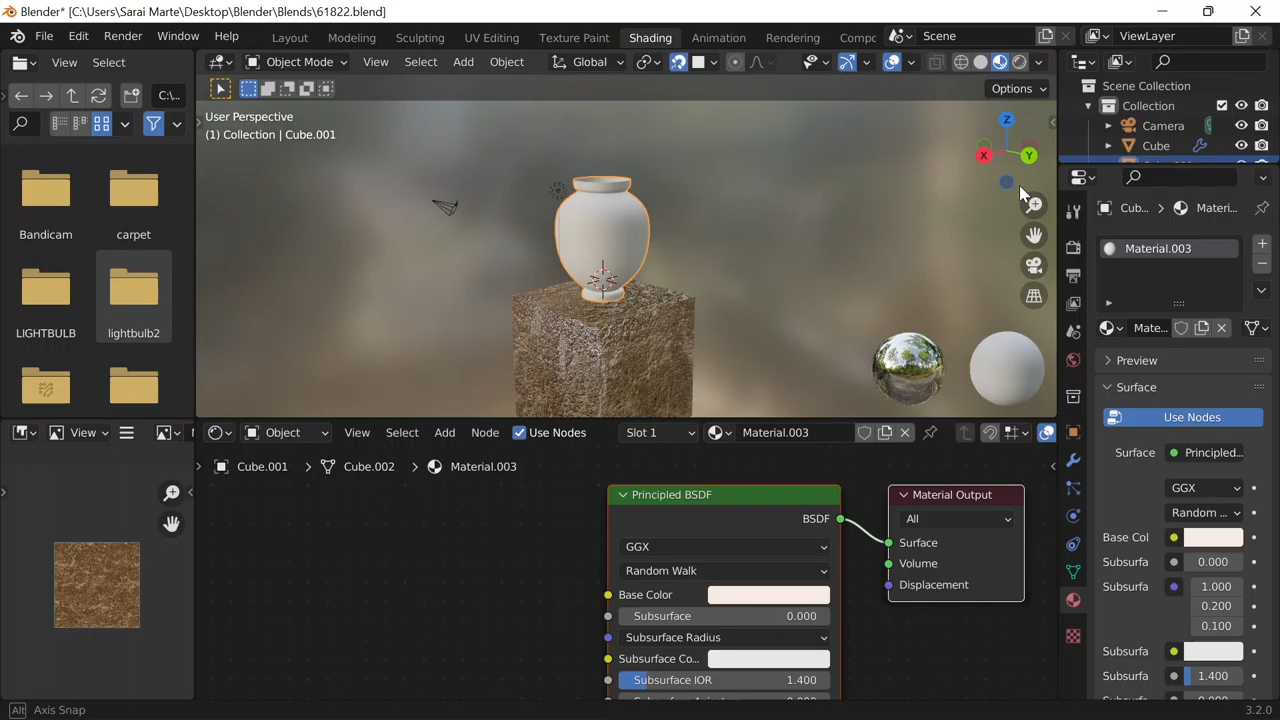 Blender* [C:\Users\Sarai Marte\Desktop\Blender\Blends\61822.blend]
File Edit Render Window Help Layout Modeling Sculpting UV Editing Texture Paint Shading Animation Rendering Compc Scene ViewLayer
View Select Object Mode View Select Add Object Global
C:\... Options
User Perspective
(1) Collection | Cube.001
Z
X Y
Scene Collection
Collection
Camera
Cube
Bandicam carpet
LIGHTBULB lightbulb2
Cub... > Materi...
Material.003
Mate...
Preview
Surface
Use Nodes
Surface Principled...
GGX
Random ...
Base Col
Subsurfa 0.000
Subsurfa 1.000
0.200
0.100
Subsurfa
Subsurfa 1.400
View Object View Select Add Node Use Nodes Slot 1 Material.003
Cube.001 > Cube.002 > Material.003
Principled BSDF
BSDF
GGX
Random Walk
Base Color
Subsurface 0.000
Subsurface Radius
Subsurface Co...
Subsurface IOR 1.400
Material Output
All
Surface
Volume
Displacement
Alt Axis Snap
3.2.0